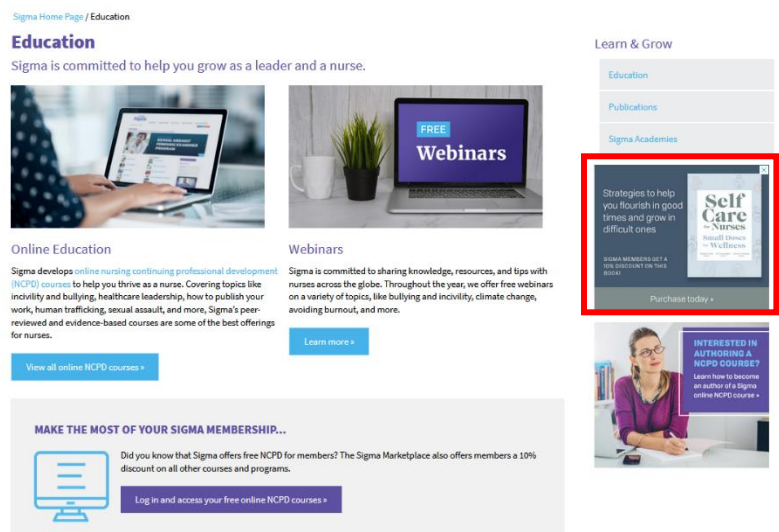 Sigma Home Page / Education
Education
Sigma is committed to help you grow as a leader and a nurse.
FREE
Webinars
Online Education
Sigma develops online nursing continuing professional development
(NCPD) courses to help you thrive as a nurse. Covering topics like
incivility and bullying, healthcare leadership, how to publish your
work, human trafficking, sexual assault, and more, Sigma's peer-
reviewed and evidence-based courses are some of the best offerings
for nurses.
View all online NCPD courses »
Webinars
Sigma is committed to sharing knowledge, resources, and tips with
nurses across the globe. Throughout the year, we offer free webinars
on a variety of topics, like bullying and incivility, climate change,
avoiding burnout, and more.
Learn more »
MAKE THE MOST OF YOUR SIGMA MEMBERSHIP...
Did you know that Sigma offers free NCPD for members? The Sigma Marketplace also offers members a 10%
discount on all other courses and programs.
Log in and access your free online NCPD courses »
Learn & Grow
Education
Publications
Sigma Academies
Strategies to help
you flourish in good
times and grow in
difficult ones
SIGMA MEMBERS GET A
10% DISCOUNT ON THIS
BOOK!
Self
Care
for Nurses
Small Doses
of Wellness
Purchase today »
INTERESTED IN
AUTHORING A
NCPD COURSE?
Learn how to become
an author of a Sigma
online NCPD course »